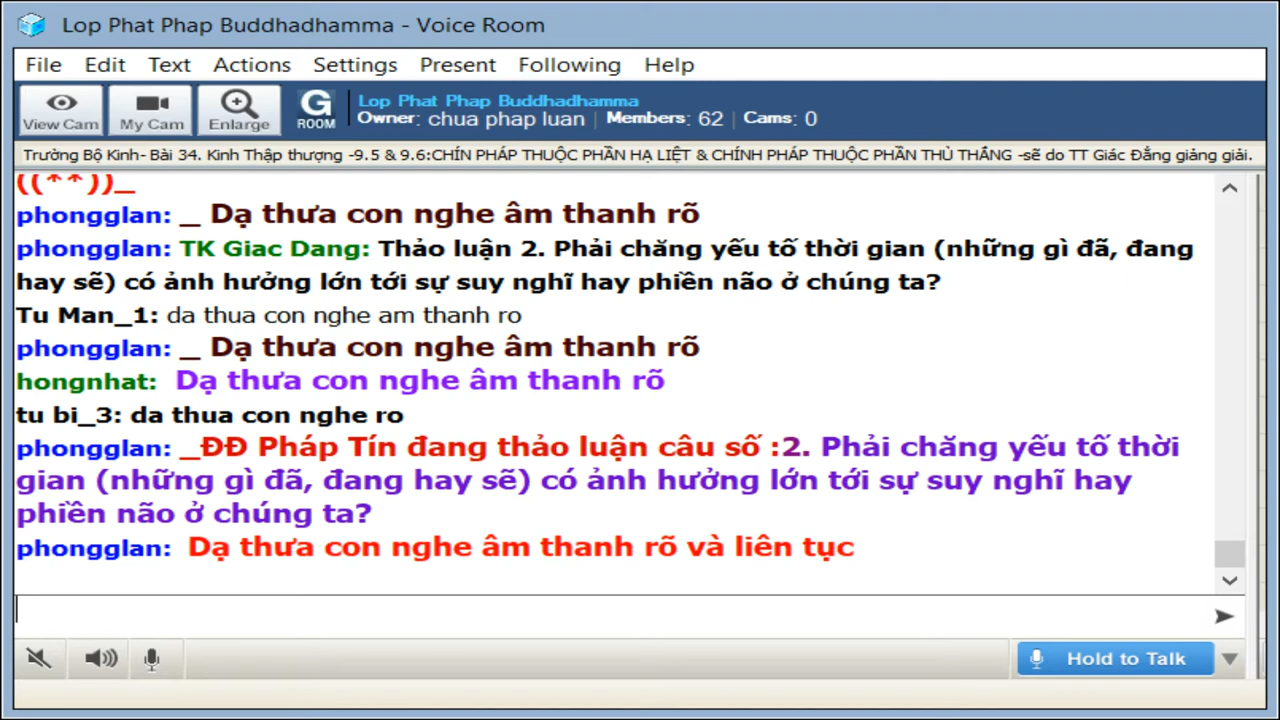 Lop Phat Phap Buddhadhamma - Voice Room
File Edit Text Actions Settings Present Following Help
View Cam My Cam Enlarge G ROOM
Lop Phat Phap Buddhadhamma
Owner: chua phap luan | Members: 62 | Cams: 0
Trường Bộ Kinh- Bài 34. Kinh Thập thượng -9.5 & 9.6:CHÍN PHÁP THUỘC PHẦN HẠ LIỆT & CHÍNH PHÁP THUỘC PHẦN THÙ THẮNG -sẽ do TT Giác Đẳng giảng giải.
((**))_
phongglan: _ Dạ thưa con nghe âm thanh rõ
phongglan: TK Giac Dang: Thảo luận 2. Phải chăng yếu tố thời gian (những gì đã, đang
hay sẽ) có ảnh hưởng lớn tới sự suy nghĩ hay phiền não ở chúng ta?
Tu Man_1: da thua con nghe am thanh ro
phongglan: _ Dạ thưa con nghe âm thanh rõ
hongnhat: Dạ thưa con nghe âm thanh rõ
tu bi_3: da thua con nghe ro
phongglan: _ĐĐ Pháp Tín đang thảo luận câu số :2. Phải chăng yếu tố thời
gian (những gì đã, đang hay sẽ) có ảnh hưởng lớn tới sự suy nghĩ hay
phiền não ở chúng ta?
phongglan: Dạ thưa con nghe âm thanh rõ và liên tục
Hold to Talk